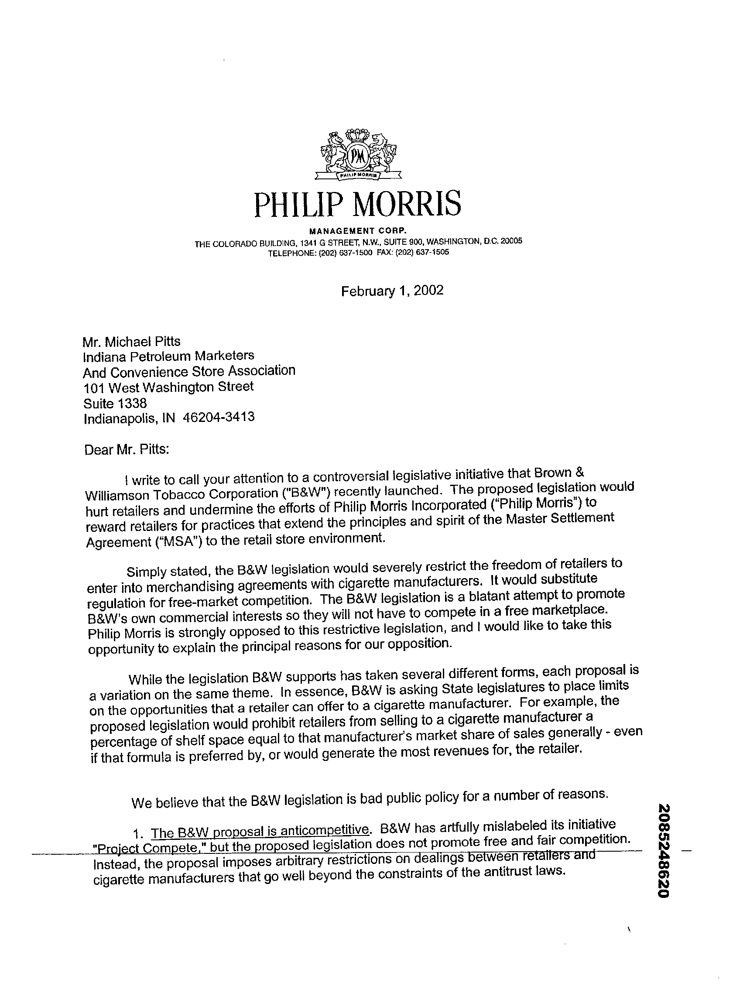 PM
PHILIP MORRIS
PHILIP MORRIS
MANAGEMENT CORP.
THE COLORADO BUILDING, 1341 G STREET, N.W., SUITE 900, WASHINGTON, D.C. 20005
TELEPHONE: (202) 637-1500 FAX: (202) 637-1505
February 1, 2002
Mr. Michael Pitts
Indiana Petroleum Marketers
And Convenience Store Association
101 West Washington Street
Suite 1338
Indianapolis, IN 46204-3413
Dear Mr. Pitts:
I write to call your attention to a controversial legislative initiative that Brown &
Williamson Tobacco Corporation ("B&W") recently launched. The proposed legislation would
hurt retailers and undermine the efforts of Philip Morris Incorporated ("Philip Morris") to
reward retailers for practices that extend the principles and spirit of the Master Settlement
Agreement ("MSA") to the retail store environment.
Simply stated, the B&W legislation would severely restrict the freedom of retailers to
enter into merchandising agreements with cigarette manufacturers. It would substitute
regulation for free-market competition. The B&W legislation is a blatant attempt to promote
B&W's own commercial interests so they will not have to compete in a free marketplace.
Philip Morris is strongly opposed to this restrictive legislation, and I would like to take this
opportunity to explain the principal reasons for our opposition.
While the legislation B&W supports has taken several different forms, each proposal is
a variation on the same theme. In essence, B&W is asking State legislatures to place limits
on the opportunities that a retailer can offer to a cigarette manufacturer. For example, the
proposed legislation would prohibit retailers from selling to a cigarette manufacturer a
percentage of shelf space equal to that manufacturer's market share of sales generally - even
if that formula is preferred by, or would generate the most revenues for, the retailer.
We believe that the B&W legislation is bad public policy for a number of reasons.
1. The B&W proposal is anticompetitive. B&W has artfully mislabeled its initiative
"Project Compete," but the proposed legislation does not promote free and fair competition.
Instead, the proposal imposes arbitrary restrictions on dealings between retailers and
cigarette manufacturers that go well beyond the constraints of the antitrust laws.
2085248620